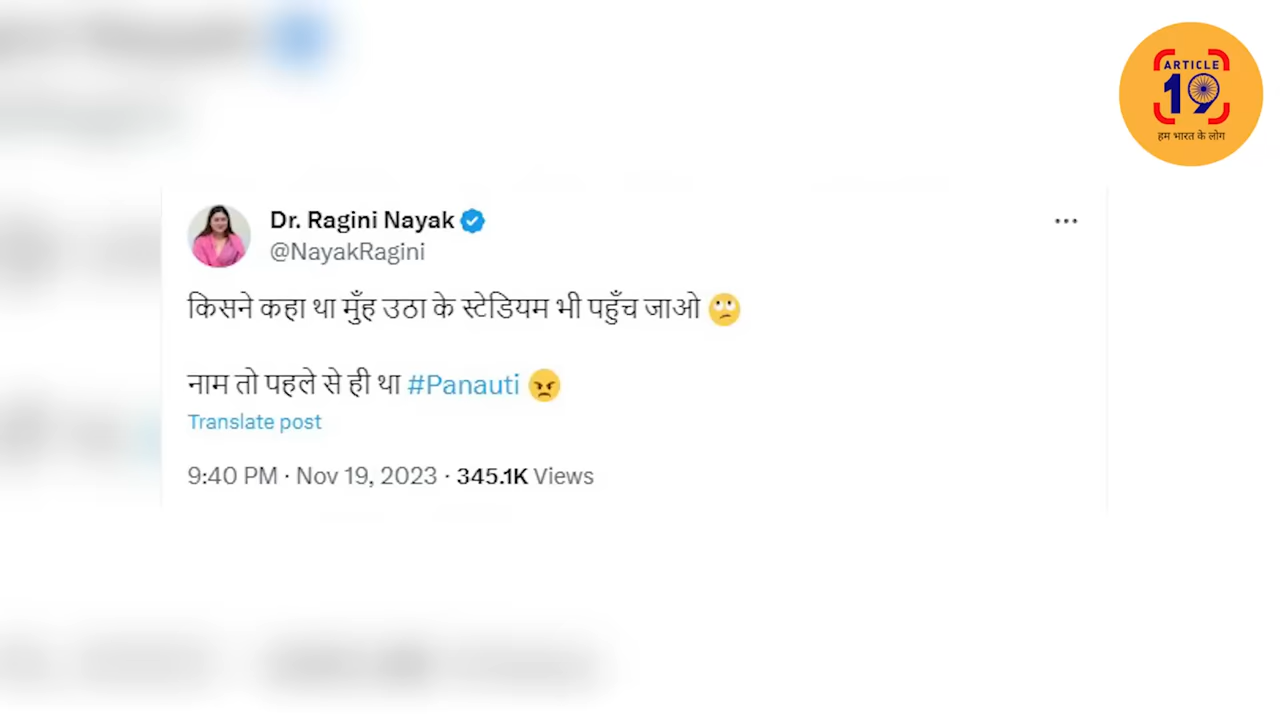 ARTICLE
19
हम भारत के लोग
Dr. Ragini Nayak
@NayakRagini
किसने कहा था मुँह उठा के स्टेडियम भी पहुँच जाओ 🙄
नाम तो पहले से ही था #Panauti 😠
Translate post
9:40 PM · Nov 19, 2023 · 345.1K Views